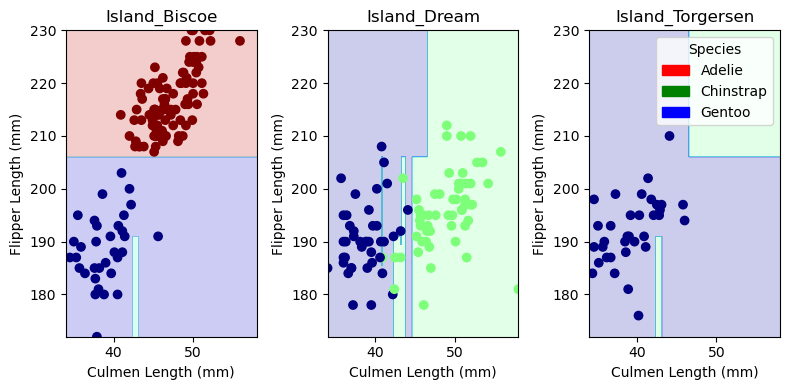 Island_Biscoe
230
220
210
200
190
180
40
50
Flipper Length (mm)
Culmen Length (mm)
Island_Dream
230
220
210
200
190
180
40
50
Flipper Length (mm)
Culmen Length (mm)
Island_Torgersen
230
220
210
200
190
180
40
50
Flipper Length (mm)
Culmen Length (mm)
Species
Adelie
Chinstrap
Gentoo